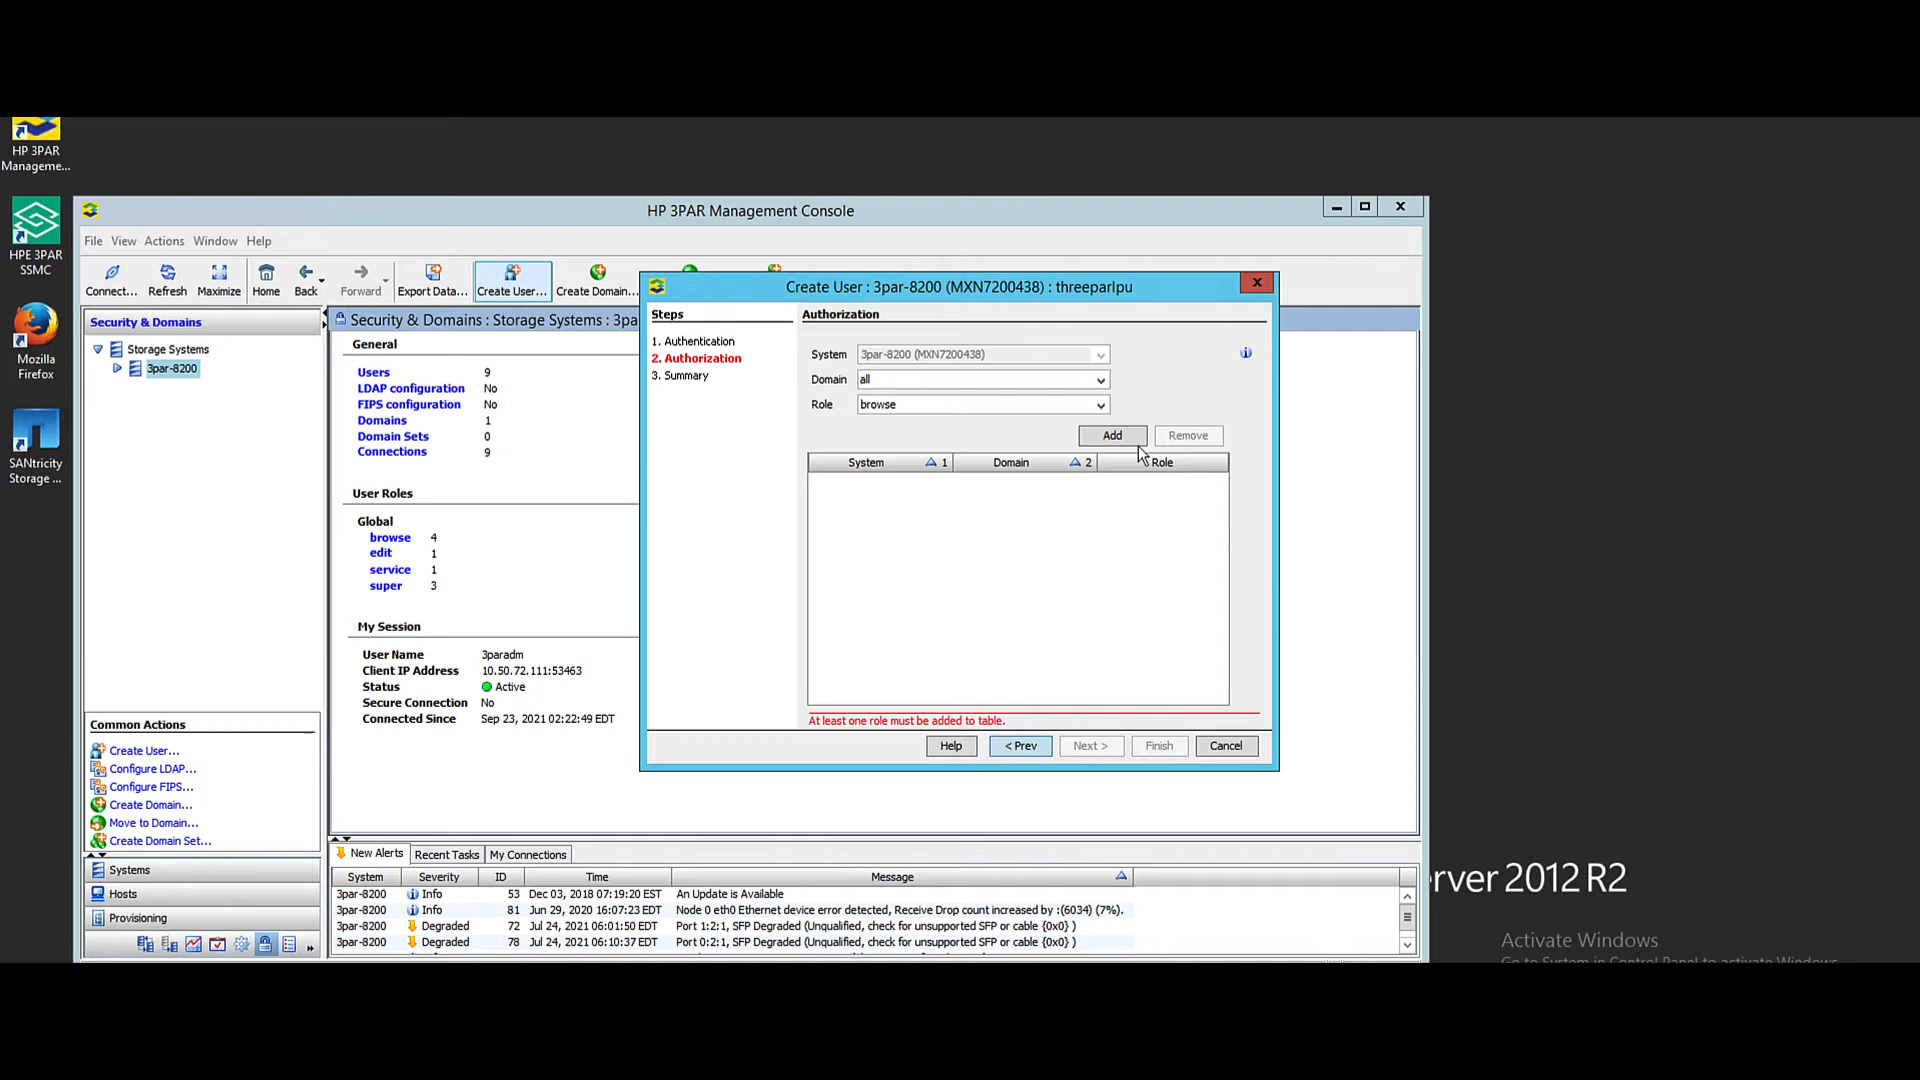 HP 3PAR
Manageme...
HPE 3PAR
SSMC
Mozilla
Firefox
SANtricity
Storage ...
HP 3PAR Management Console
File View Actions Window Help
Connect... Refresh Maximize Home Back Forward Export Data... Create User... Create Domain...
Security & Domains
Storage Systems
3par-8200
Common Actions
Create User...
Configure LDAP...
Configure FIPS...
Create Domain...
Move to Domain...
Create Domain Set...
Systems
Hosts
Provisioning
»
Security & Domains : Storage Systems : 3pa
General
Users 9
LDAP configuration No
FIPS configuration No
Domains 1
Domain Sets 0
Connections 9
User Roles
Global
browse 4
edit 1
service 1
super 3
My Session
User Name 3paradm
Client IP Address 10.50.72.111:53463
Status Active
Secure Connection No
Connected Since Sep 23, 2021 02:22:49 EDT
Create User : 3par-8200 (MXN7200438) : threeparlpu
Steps
1. Authentication
2. Authorization
3. Summary
Authorization
System 3par-8200 (MXN7200438)
Domain all
Role browse
Add Remove
System 1 Domain 2 Role
At least one role must be added to table.
Help < Prev Next > Finish Cancel
New Alerts Recent Tasks My Connections
System Severity ID Time Message
3par-8200 Info 53 Dec 03, 2018 07:19:20 EST An Update is Available
3par-8200 Info 81 Jun 29, 2020 16:07:23 EDT Node 0 eth0 Ethernet device error detected, Receive Drop count increased by :(6034) (7%).
3par-8200 Degraded 72 Jul 24, 2021 06:01:50 EDT Port 1:2:1, SFP Degraded (Unqualified, check for unsupported SFP or cable {0x0} )
3par-8200 Degraded 78 Jul 24, 2021 06:10:37 EDT Port 0:2:1, SFP Degraded (Unqualified, check for unsupported SFP or cable {0x0} )
rver 2012 R2
Activate Windows
Go to System in Control Panel to activate Windows.